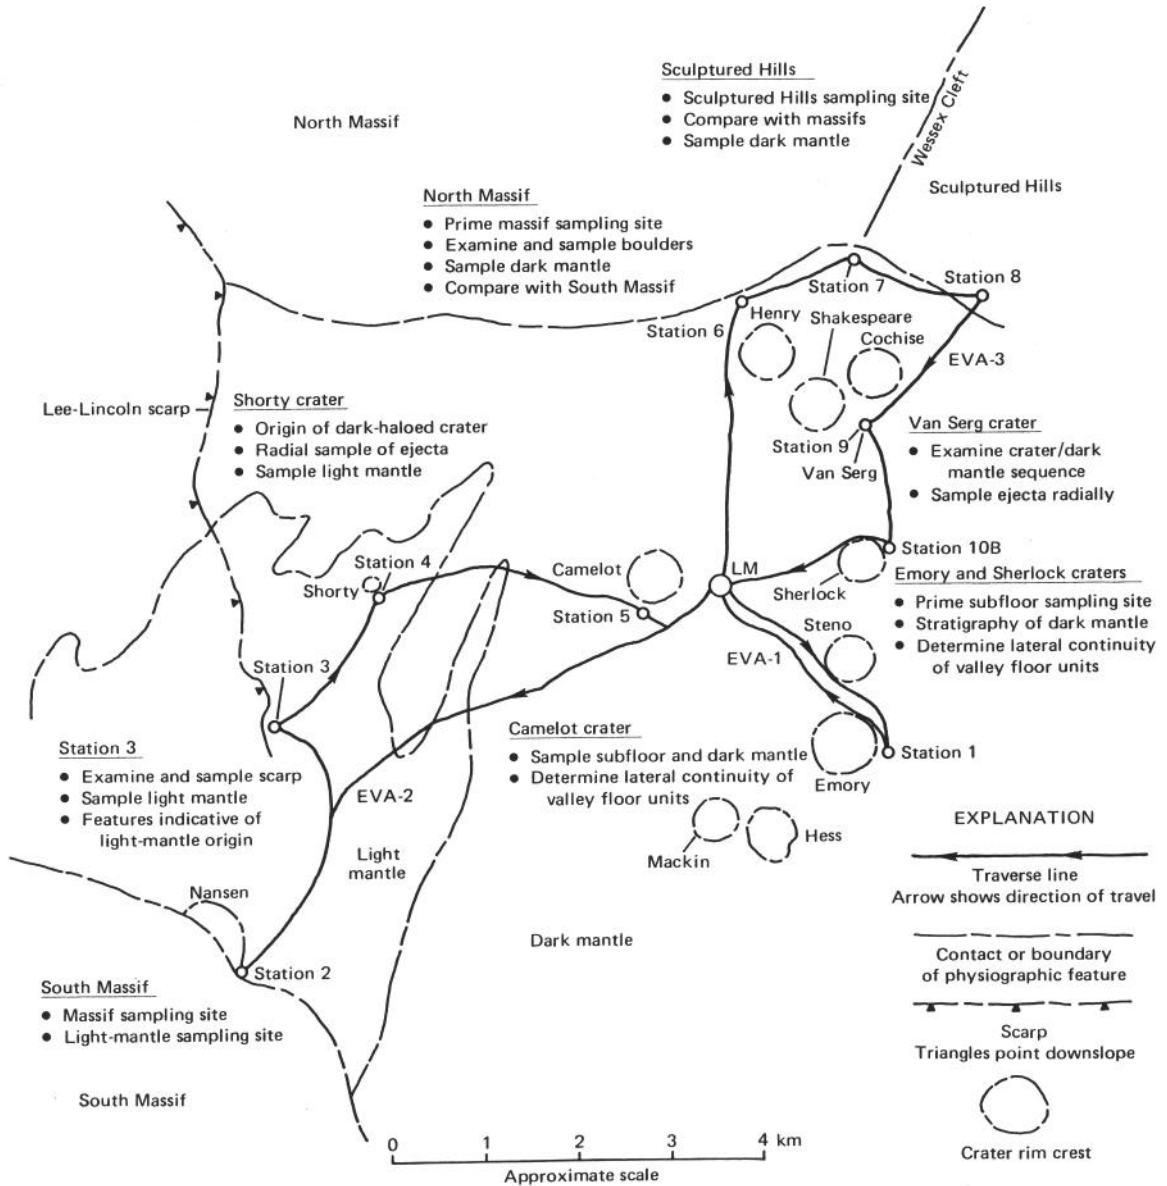 Sculptured Hills
● Sculptured Hills sampling site
● Compare with massifs
● Sample dark mantle
North Massif
Wessex Cleft
Sculptured Hills
North Massif
● Prime massif sampling site
● Examine and sample boulders
● Sample dark mantle
● Compare with South Massif
Station 7
Station 8
Station 6
Henry
Shakespeare
Cochise
EVA-3
Lee-Lincoln scarp
Shorty crater
● Origin of dark-haloed crater
● Radial sample of ejecta
● Sample light mantle
Station 9
Van Serg
Van Serg crater
● Examine crater/dark
mantle sequence
● Sample ejecta radially
Station 4
Shorty
Camelot
Station 5
LM
Station 10B
Sherlock
Emory and Sherlock craters
● Prime subfloor sampling site
● Stratigraphy of dark mantle
● Determine lateral continuity
of valley floor units
Steno
EVA-1
Station 3
Station 1
Emory
Station 3
● Examine and sample scarp
● Sample light mantle
● Features indicative of
light-mantle origin
EVA-2
Camelot crater
● Sample subfloor and dark mantle
● Determine lateral continuity of
valley floor units
Mackin
Hess
Light
mantle
Nansen
Station 2
Dark mantle
South Massif
● Massif sampling site
● Light-mantle sampling site
South Massif
EXPLANATION
Traverse line
Arrow shows direction of travel
Contact or boundary
of physiographic feature
Scarp
Triangles point downslope
Crater rim crest
0 1 2 3 4 km
Approximate scale